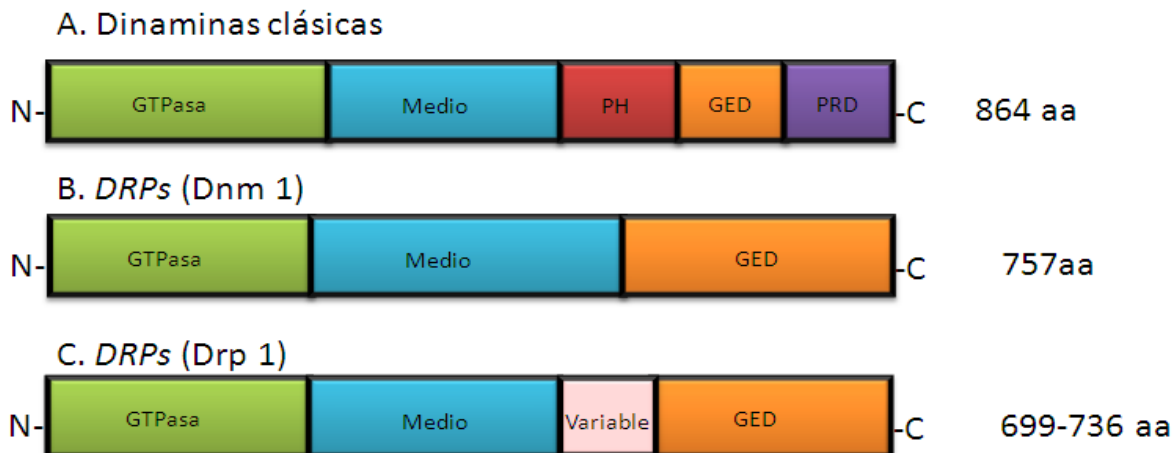 A. Dinaminas clásicas
N- GTPasa Medio PH GED PRD -C 864 aa
B. DRPs (Dnm 1)
N- GTPasa Medio GED -C 757aa
C. DRPs (Drp 1)
N- GTPasa Medio Variable GED -C 699-736 aa